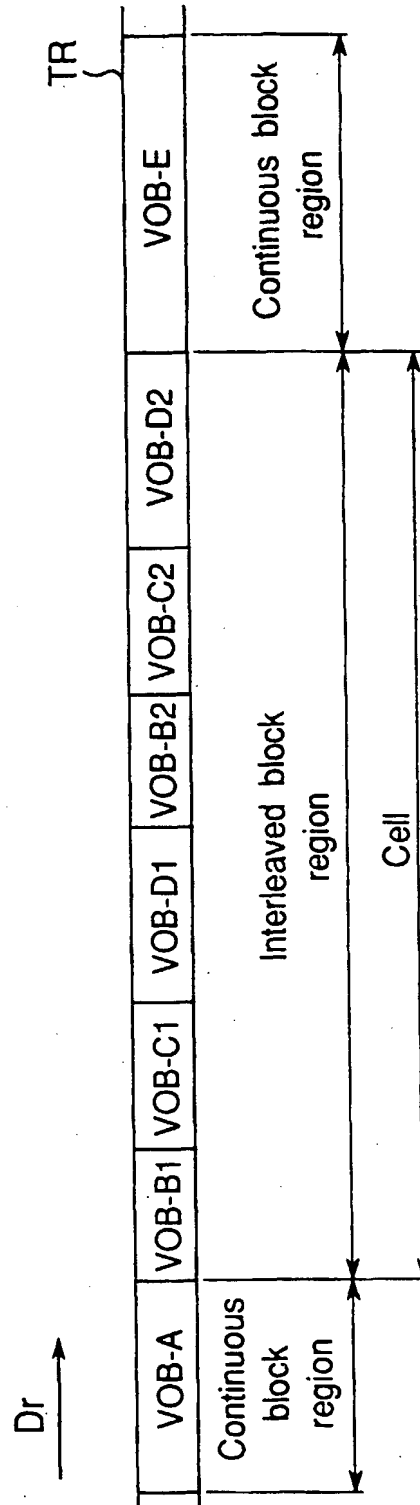 Dr
TR
VOB-A
VOB-B1
VOB-C1
VOB-D1
VOB-B2
VOB-C2
VOB-D2
VOB-E
Continuous
block
region
Interleaved block
region
Continuous block
region
Cell